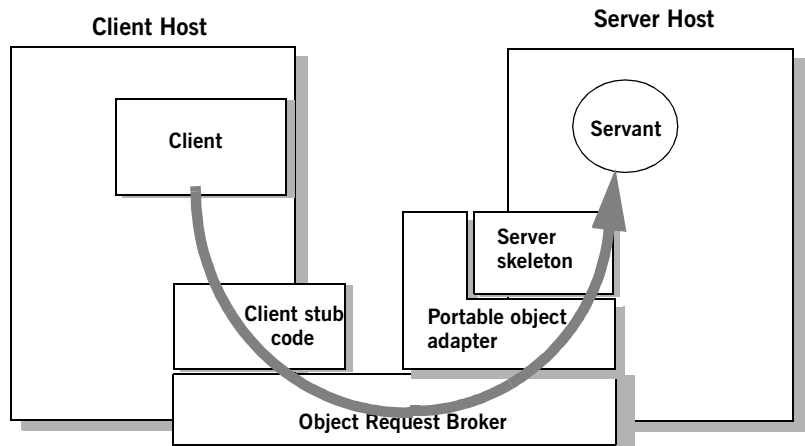 Client Host
Server Host
Client
Servant
Server
skeleton
Client stub
code
Portable object
adapter
Object Request Broker